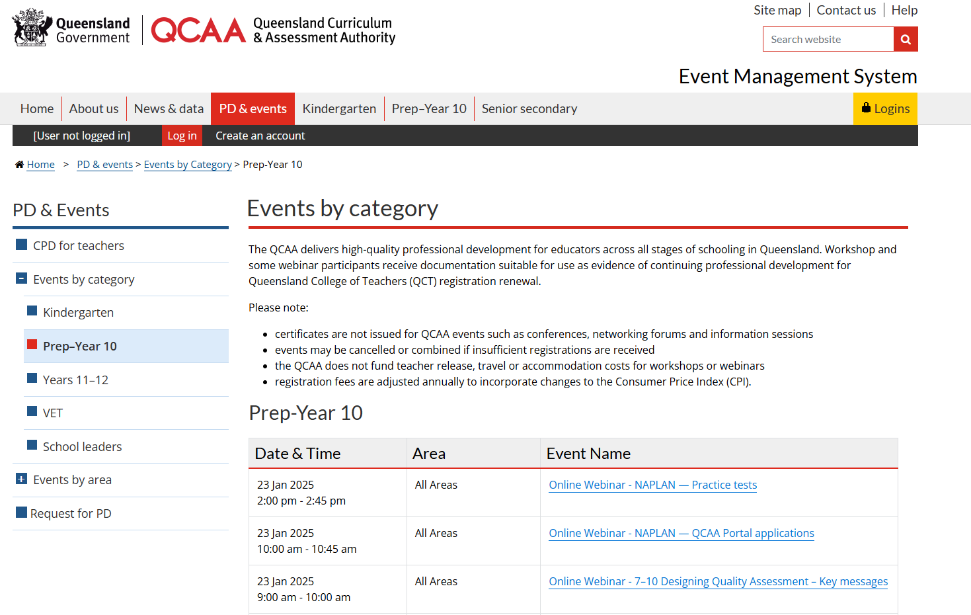 Queensland
Government
QCAA
Queensland Curriculum
& Assessment Authority
Site map
Contact us
Help
Search website
Event Management System
Home
About us
News & data
PD & events
Kindergarten
Prep–Year 10
Senior secondary
Logins
[User not logged in]
Log in
Create an account
Home > PD & events > Events by Category > Prep-Year 10
PD & Events
CPD for teachers
Events by category
Kindergarten
Prep–Year 10
Years 11–12
VET
School leaders
Events by area
Request for PD
Events by category
The QCAA delivers high-quality professional development for educators across all stages of schooling in Queensland. Workshop and
some webinar participants receive documentation suitable for use as evidence of continuing professional development for
Queensland College of Teachers (QCT) registration renewal.
Please note:
• certificates are not issued for QCAA events such as conferences, networking forums and information sessions
• events may be cancelled or combined if insufficient registrations are received
• the QCAA does not fund teacher release, travel or accommodation costs for workshops or webinars
• registration fees are adjusted annually to incorporate changes to the Consumer Price Index (CPI).
Prep-Year 10
Date & Time
Area
Event Name
23 Jan 2025
2:00 pm - 2:45 pm
All Areas
Online Webinar - NAPLAN — Practice tests
23 Jan 2025
10:00 am - 10:45 am
All Areas
Online Webinar - NAPLAN — QCAA Portal applications
23 Jan 2025
9:00 am - 10:00 am
All Areas
Online Webinar - 7–10 Designing Quality Assessment – Key messages